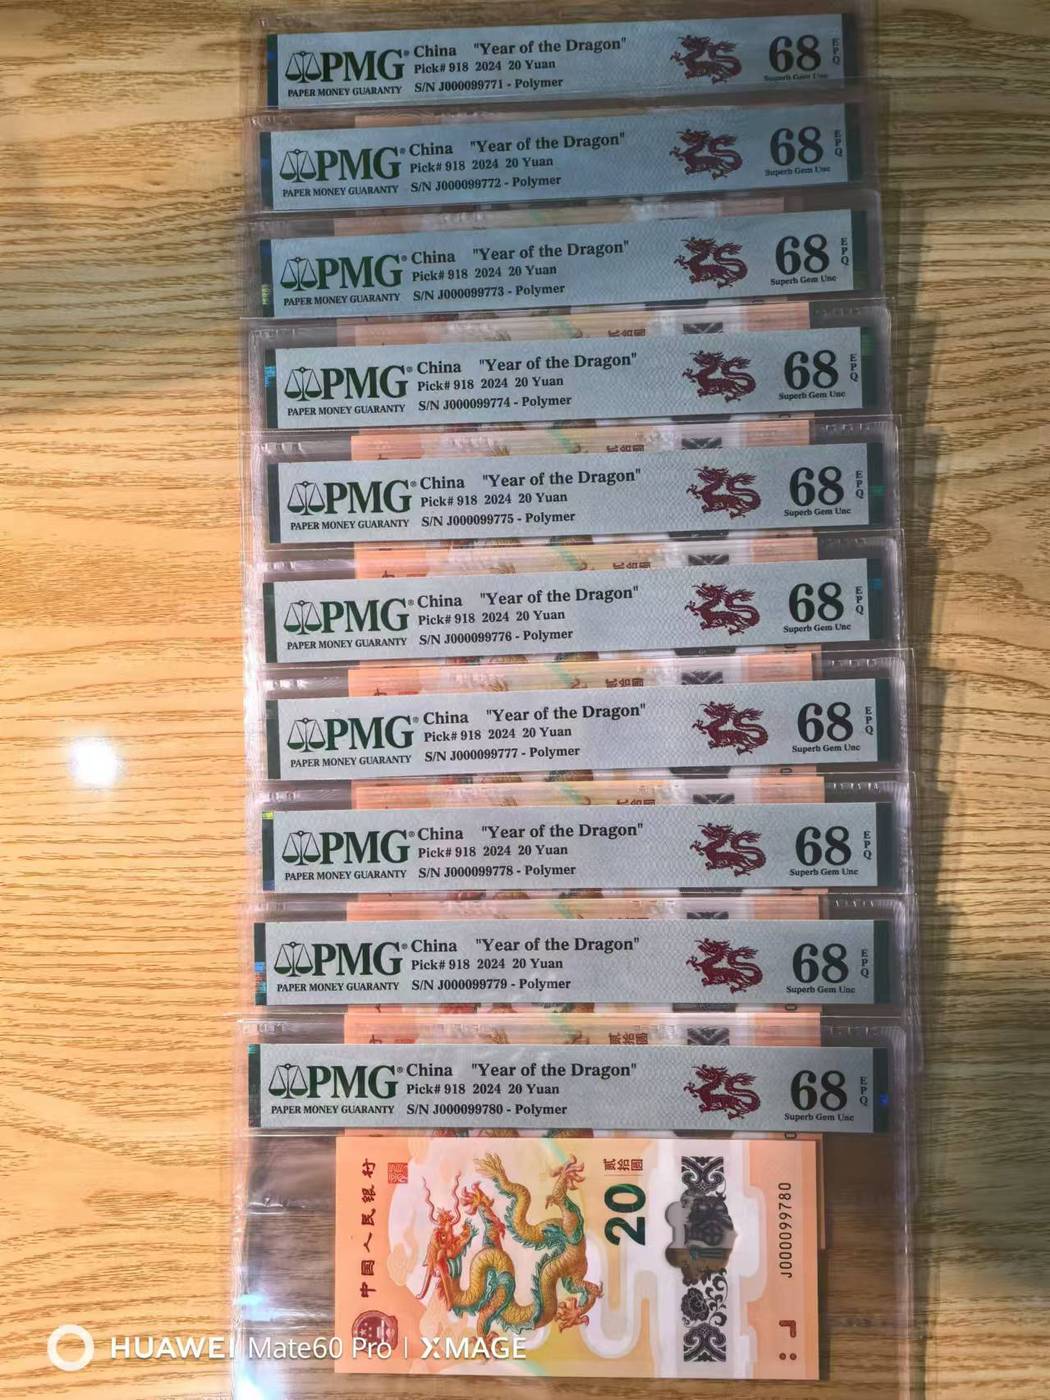 PMG® China "Year of the Dragon" 68 EPQ
Pick# 918 2024 20 Yuan
PAPER MONEY GUARANTY S/N J000099771 - Polymer Superb Gem Unc
PMG® China "Year of the Dragon" 68 EPQ
Pick# 918 2024 20 Yuan
PAPER MONEY GUARANTY S/N J000099772 - Polymer Superb Gem Unc
PMG® China "Year of the Dragon" 68 EPQ
Pick# 918 2024 20 Yuan
PAPER MONEY GUARANTY S/N J000099773 - Polymer Superb Gem Unc
PMG® China "Year of the Dragon" 68 EPQ
Pick# 918 2024 20 Yuan
PAPER MONEY GUARANTY S/N J000099774 - Polymer Superb Gem Unc
PMG® China "Year of the Dragon" 68 EPQ
Pick# 918 2024 20 Yuan
PAPER MONEY GUARANTY S/N J000099775 - Polymer Superb Gem Unc
PMG® China "Year of the Dragon" 68 EPQ
Pick# 918 2024 20 Yuan
PAPER MONEY GUARANTY S/N J000099776 - Polymer Superb Gem Unc
PMG® China "Year of the Dragon" 68 EPQ
Pick# 918 2024 20 Yuan
PAPER MONEY GUARANTY S/N J000099777 - Polymer Superb Gem Unc
PMG® China "Year of the Dragon" 68 EPQ
Pick# 918 2024 20 Yuan
PAPER MONEY GUARANTY S/N J000099778 - Polymer Superb Gem Unc
PMG® China "Year of the Dragon" 68 EPQ
Pick# 918 2024 20 Yuan
PAPER MONEY GUARANTY S/N J000099779 - Polymer Superb Gem Unc
PMG® China "Year of the Dragon" 68 EPQ
Pick# 918 2024 20 Yuan
PAPER MONEY GUARANTY S/N J000099780 - Polymer Superb Gem Unc
中国人民银行
贰拾圆
20
J000099780
HUAWEI Mate60 Pro | XMAGE